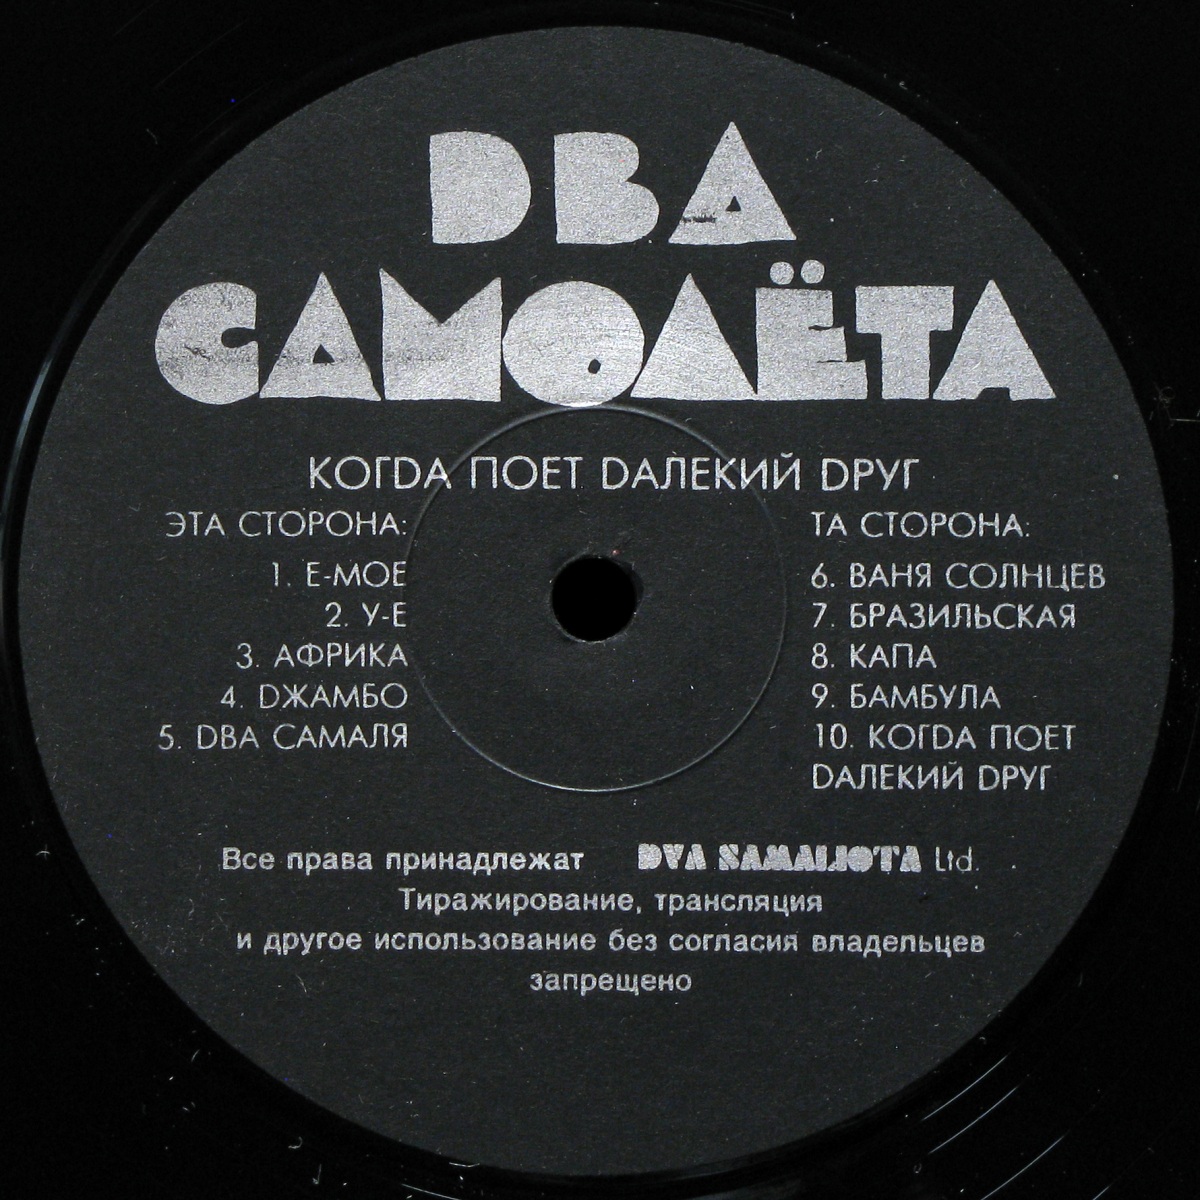 DВА
САМОЛЁТА
КОГDА ПОЕТ DАЛЕКИЙ DРУГ
ЭТА СТОРОНА:
1. Е-МОЕ
2. У-Е
3. АФРИКА
4. DЖАМБО
5. DВА САМАЛЯ
ТА СТОРОНА:
6. ВАНЯ СОЛНЦЕВ
7. БРАЗИЛЬСКАЯ
8. КАПА
9. БАМБУЛА
10. КОГDА ПОЕТ
DАЛЕКИЙ DРУГ
Все права принадлежат DVA SAMALJOTA Ltd.
Тиражирование, трансляция
и другое использование без согласия владельцев
запрещено